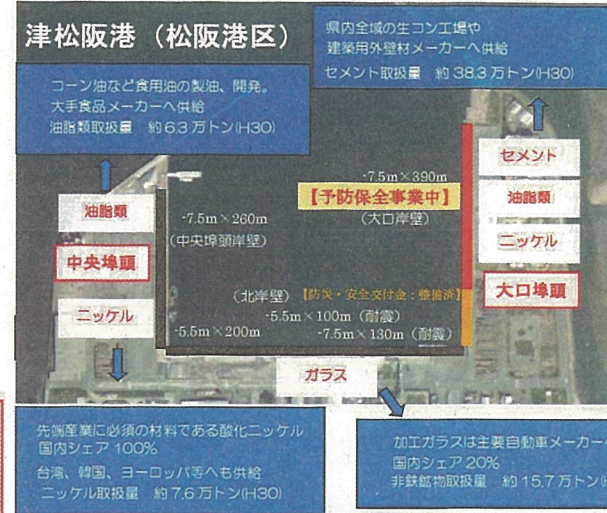 津松阪港（松阪港区）
県内全域の生コン工場や
建築用外壁材メーカーへ供給
セメント取扱量　約38.3万トン(H30)
コーン油など食用油の製油、開発。
大手食品メーカーへ供給
油脂類取扱量　約6.3万トン(H30)
セメント
油脂類
ニッケル
大口埠頭
-7.5m×390m
【予防保全事業中】
（大口岸壁）
油脂類
中央埠頭
ニッケル
-7.5m×260m
（中央埠頭岸壁）
（北岸壁）【防災・安全交付金：整備済】
-5.5m×100m（耐震）
-5.5m×200m
-7.5m×130m（耐震）
ガラス
先端産業に必須の材料である酸化ニッケル
国内シェア100%
台湾、韓国、ヨーロッパ等へも供給
ニッケル取扱量　約7.6万トン(H30)
加工ガラスは主要自動車メーカー
国内シェア20%
非鉄鉱物取扱量　約15.7万トン(H